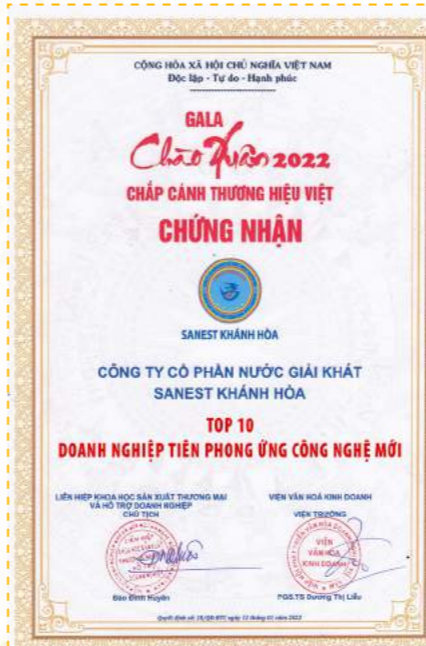 CỘNG HÒA XÃ HỘI CHỦ NGHĨA VIỆT NAM
Độc lập - Tự do - Hạnh phúc
GALA
Chào Xuân 2022
CHẮP CÁNH THƯƠNG HIỆU VIỆT
CHỨNG NHẬN
SANEST KHÁNH HÒA
CÔNG TY CỔ PHẦN NƯỚC GIẢI KHÁT
SANEST KHÁNH HÒA
TOP 10
DOANH NGHIỆP TIÊN PHONG ỨNG CÔNG NGHỆ MỚI
LIÊN HIỆP KHOA HỌC SẢN XUẤT THƯƠNG MẠI
VÀ HỖ TRỢ DOANH NGHIỆP
CHỦ TỊCH
VIỆN VĂN HOÁ KINH DOANH
VIỆN TRƯỞNG
VIỆN
VĂN HÓA
KINH DOANH
Đào Đình Huyên
PGS.TS Dương Thị Liễu